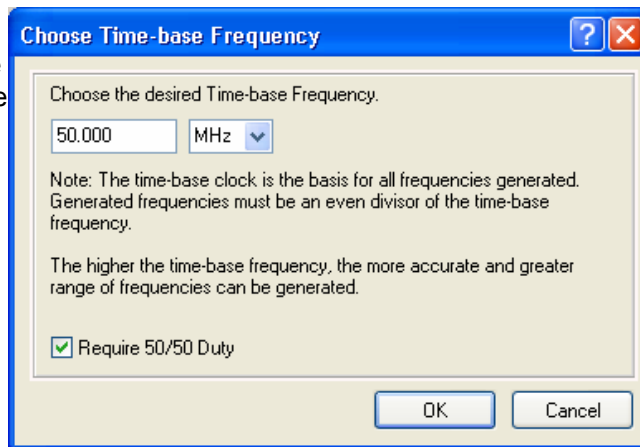 Choose Time-base Frequency
Choose the desired Time-base Frequency.
50.000 MHz
Note: The time-base clock is the basis for all frequencies generated.
Generated frequencies must be an even divisor of the time-base
frequency.
The higher the time-base frequency, the more accurate and greater
range of frequencies can be generated.
Require 50/50 Duty
OK Cancel